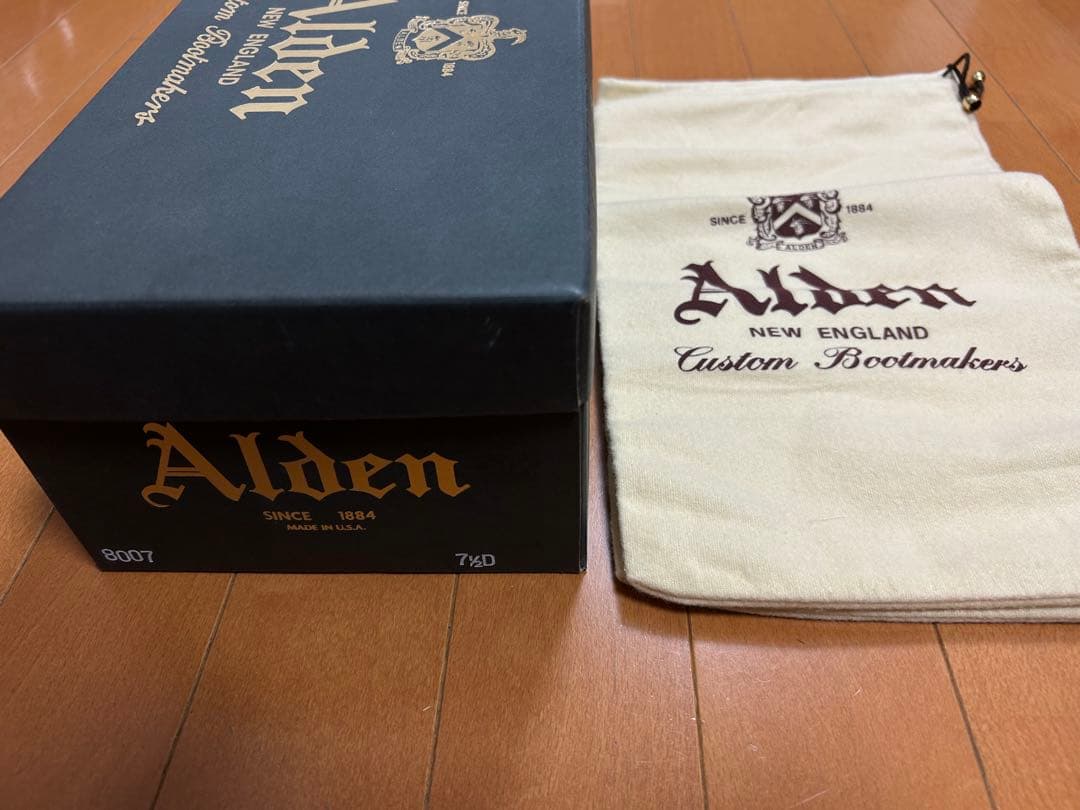 SINCE
1884
Alden
NEW ENGLAND
Bootmakers
Alden
SINCE 1884
MADE IN U.S.A.
8007 7½D
SINCE 1884
ALDEN
Alden
NEW ENGLAND
Custom Bootmakers